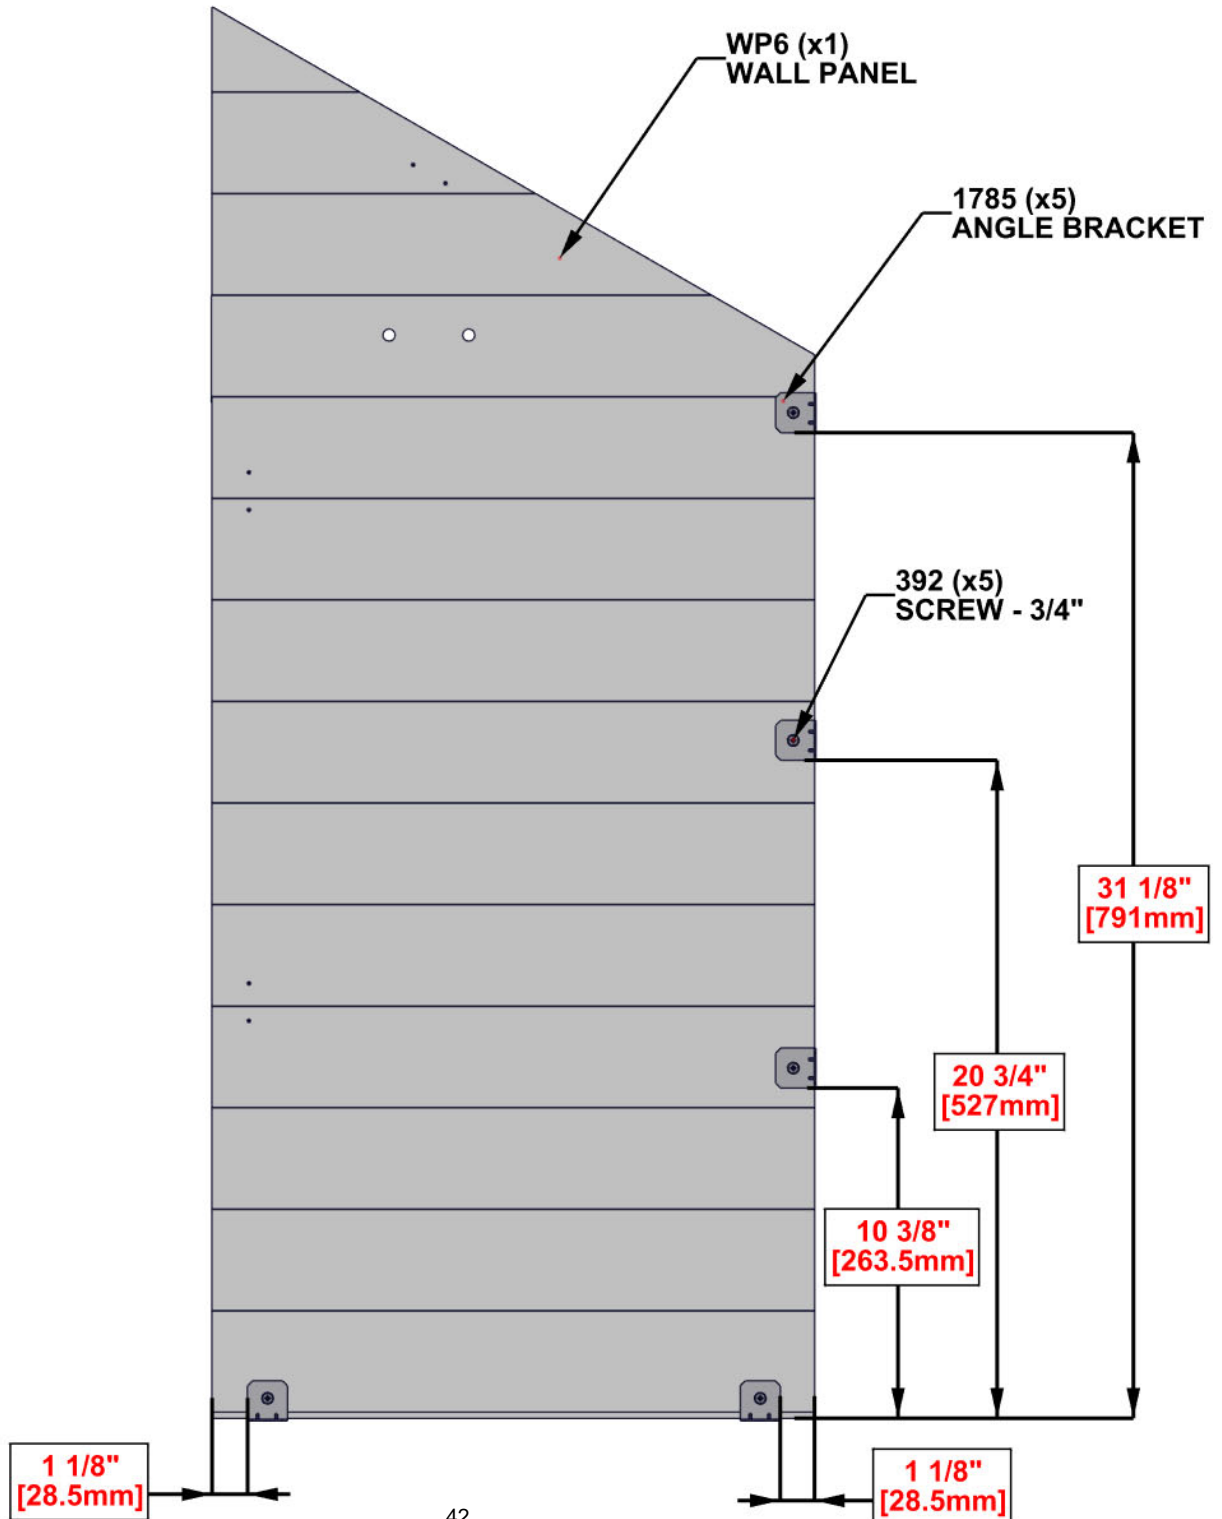 WP6 (x1)
WALL PANEL
1785 (x5)
ANGLE BRACKET
392 (x5)
SCREW - 3/4"
31 1/8"
[791mm]
20 3/4"
[527mm]
10 3/8"
[263.5mm]
1 1/8"
[28.5mm]
1 1/8"
[28.5mm]
42